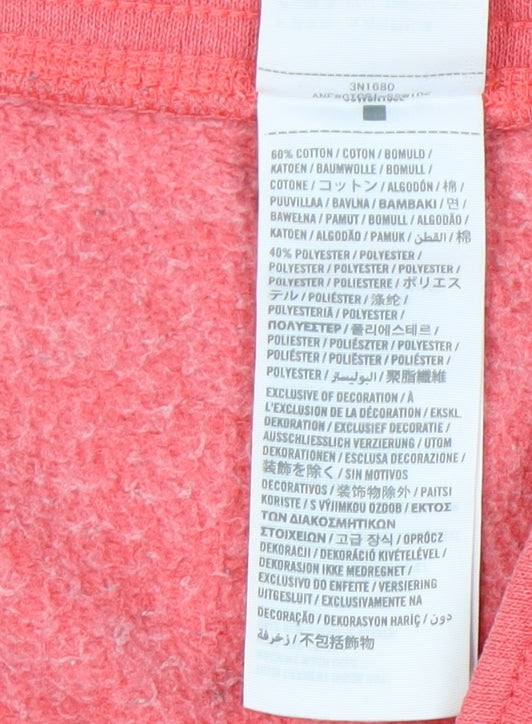 3N1680
60% COTTON / COTON / BOMULD /
KATOEN / BAUMWOLLE / BOMULL /
COTONE / コットン / ALGODÓN / 棉 /
PUUVILLAA / BAVLNA / ΒΑΜΒΑΚΙ / 면 /
BAWEŁNA / PAMUT / BOMULL / ALGODÃO /
KATOEN / ALGODÃO / PAMUK / القطن / 棉
40% POLYESTER / POLYESTER /
POLYESTER / POLYESTER / POLYESTER /
POLYESTER / POLIESTERE / ポリエス
テル / POLIÉSTER / 涤纶 /
POLYESTERIÄ / POLYESTER /
ΠΟΛΥΕΣΤΕΡ / 폴리에스테르 /
POLIESTER / POLIÉSZTER / POLYESTER /
POLIÉSTER / POLIÉSTER / POLIÉSTER /
POLYESTER / البوليستر / 聚脂纖維
EXCLUSIVE OF DECORATION / À
L'EXCLUSION DE LA DÉCORATION / EKSKL.
DEKORATION / EXCLUSIEF DECORATIE /
AUSSCHLIESSLICH VERZIERUNG / UTOM
DEKORATIONEN / ESCLUSA DECORAZIONE /
装飾を除く / SIN MOTIVOS
DECORATIVOS / 装饰物除外 / PAITSI
KORISTE / S VÝJIMKOU OZDOB / ΕΚΤΟΣ
ΤΩΝ ΔΙΑΚΟΣΜΗΤΙΚΩΝ
ΣΤΟΙΧΕΙΩΝ / 고급 장식 / OPRÓCZ
DEKORACJI / DEKORÁCIÓ KIVÉTELÉVEL /
DEKORASJON IKKE MEDREGNET /
EXCLUSIVO DO ENFEITE / VERSIERING
UITGESLUIT / EXCLUSIVAMENTE NA
DECORAÇÃO / DEKORASYON HARİÇ / دون
زخرفة / 不包括飾物